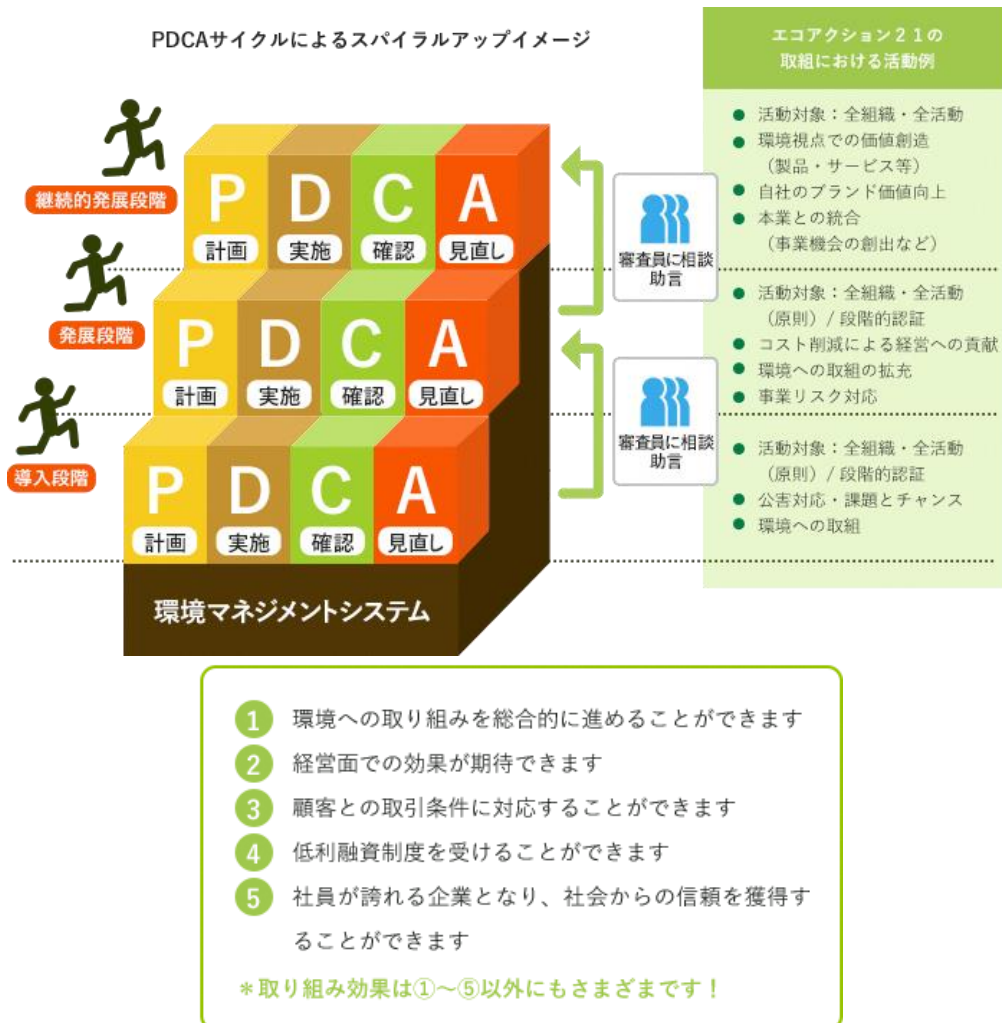 PDCAサイクルによるスパイラルアップイメージ
エコアクション２１の
取組における活動例
継続的発展段階
P
D
C
A
計画
実施
確認
見直し
審査員に相談
助言
● 活動対象：全組織・全活動
● 環境視点での価値創造
（製品・サービス等）
● 自社のブランド価値向上
● 本業との統合
（事業機会の創出など）
発展段階
P
D
C
A
計画
実施
確認
見直し
審査員に相談
助言
● 活動対象：全組織・全活動
（原則）/ 段階的認証
● コスト削減による経営への貢献
● 環境への取組の拡充
● 事業リスク対応
導入段階
P
D
C
A
計画
実施
確認
見直し
● 活動対象：全組織・全活動
（原則）/ 段階的認証
● 公害対応・課題とチャンス
● 環境への取組
環境マネジメントシステム
1 環境への取り組みを総合的に進めることができます
2 経営面での効果が期待できます
3 顧客との取引条件に対応することができます
4 低利融資制度を受けることができます
5 社員が誇れる企業となり、社会からの信頼を獲得す
ることができます
＊取り組み効果は①～⑤以外にもさまざまです！